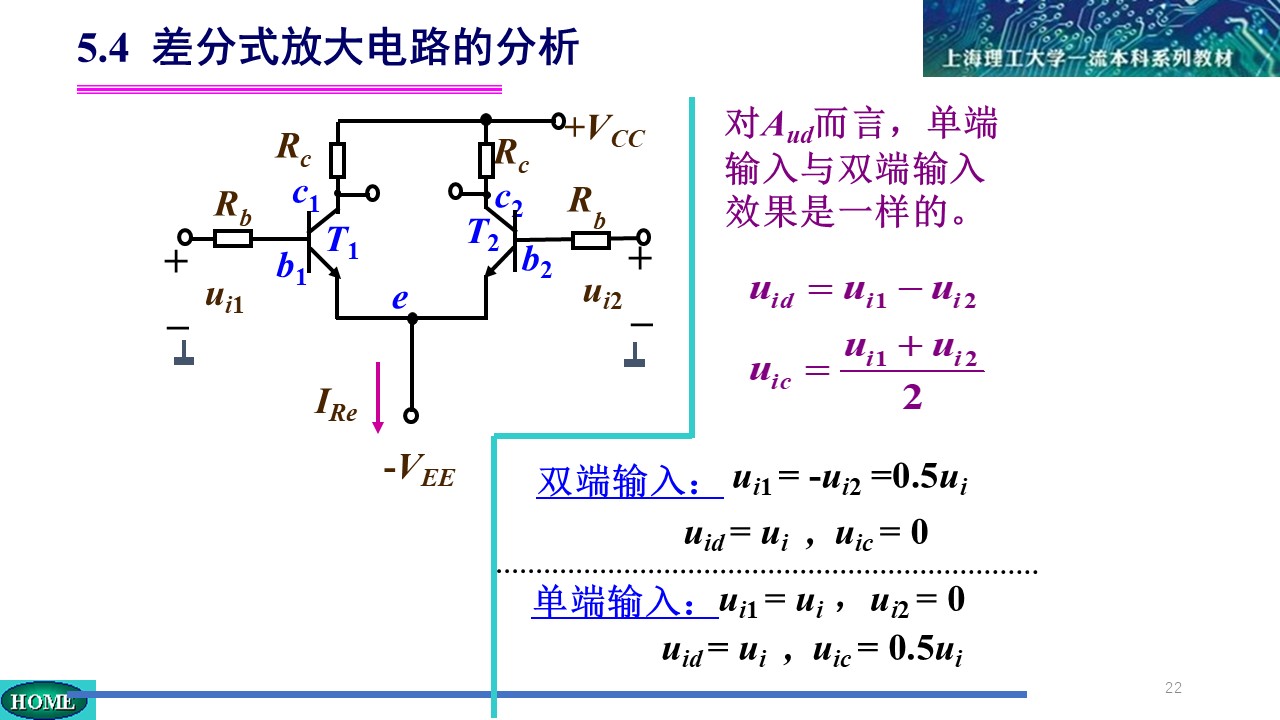 5.4 差分式放大电路的分析
上海理工大学一流本科系列教材
+VCC
Rc
Rc
c1
c2
Rb
Rb
T1
T2
b1
b2
+
+
ui1
ui2
e
–
–
IRe
-VEE
对Aud而言，单端
输入与双端输入
效果是一样的。
uid = ui1 − ui2
uic = (ui1 + ui2) / 2
双端输入： ui1 = -ui2 =0.5ui
uid = ui ，uic = 0
单端输入：ui1 = ui ，ui2 = 0
uid = ui ，uic = 0.5ui
HOME
22